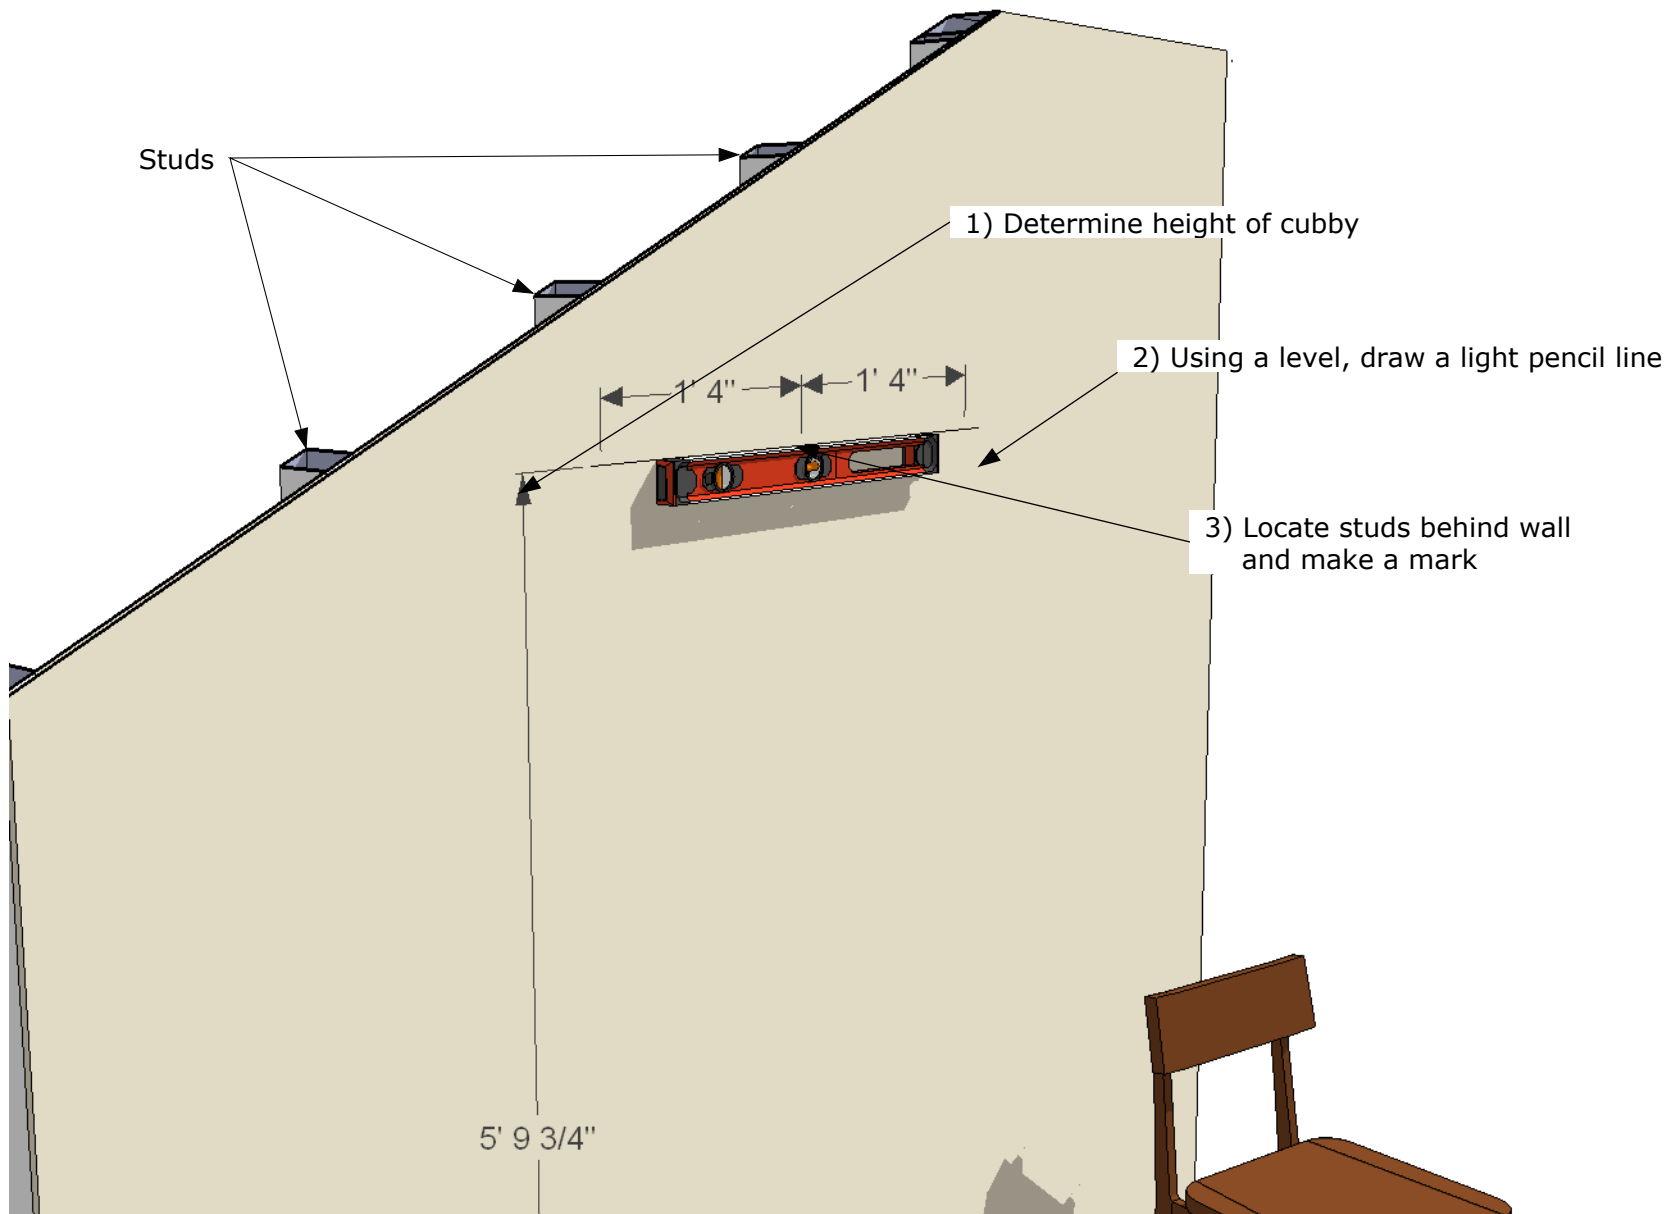 Studs
1) Determine height of cubby
2) Using a level, draw a light pencil line
1' 4"
1' 4"
3) Locate studs behind wall
and make a mark
5' 9 3/4"